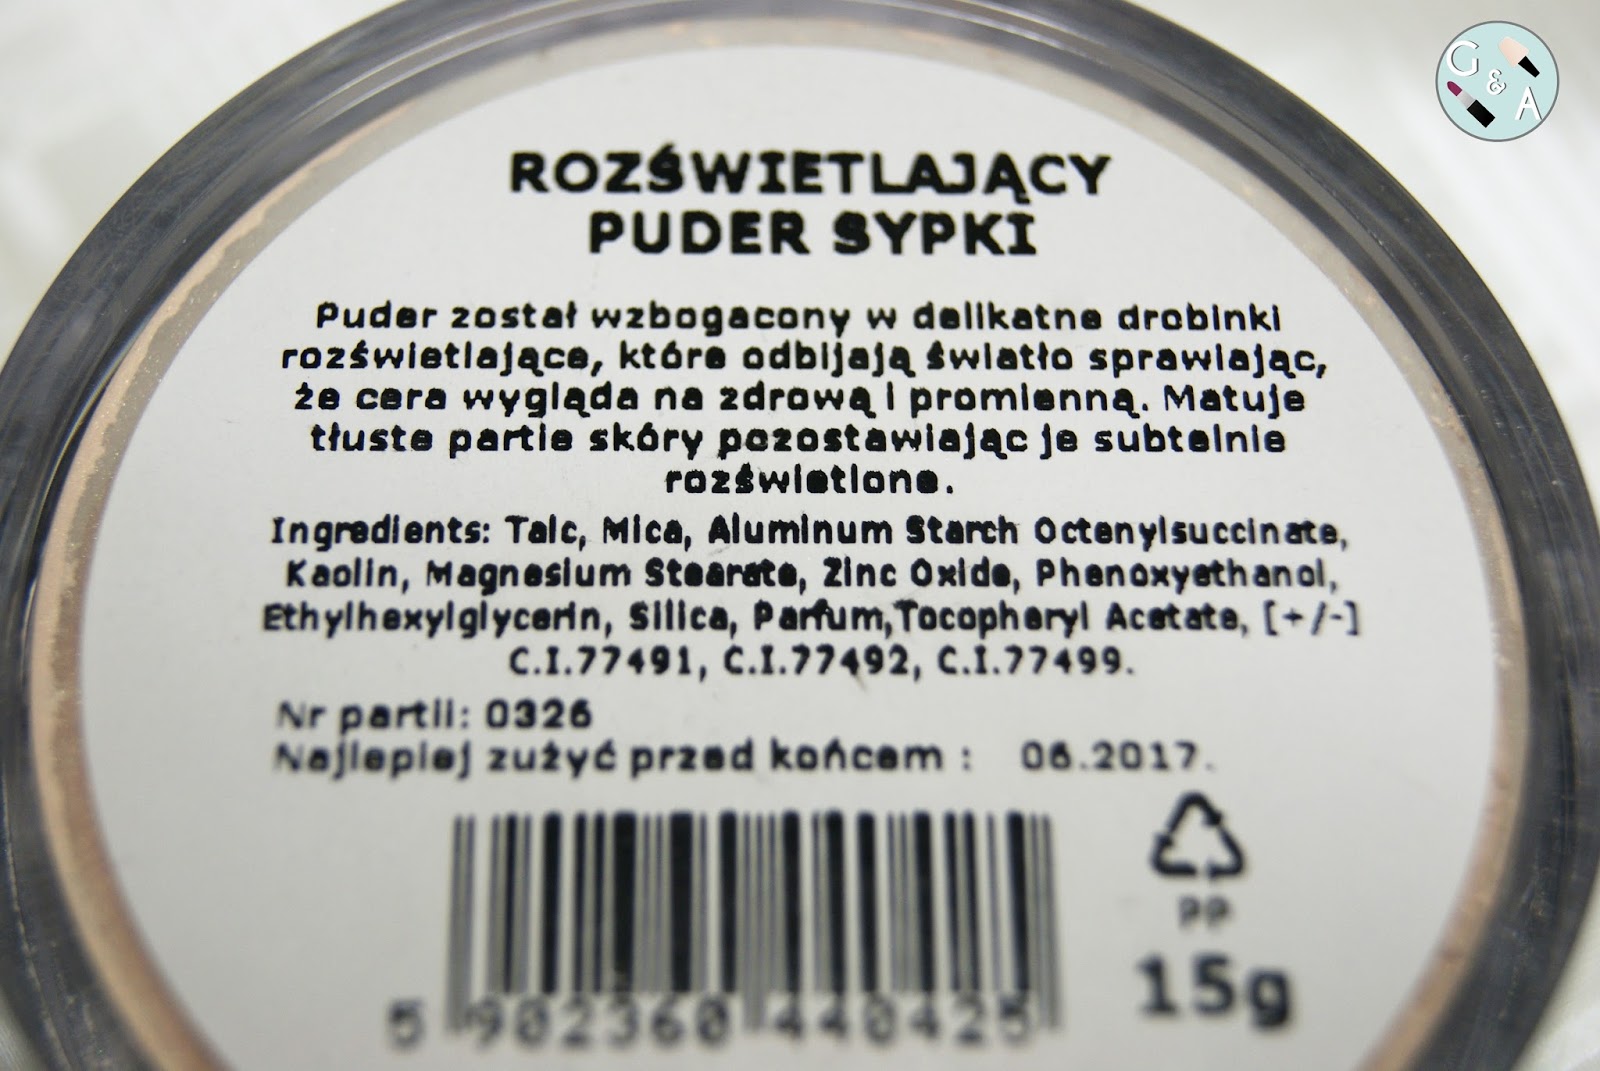 G & A
ROZŚWIETLAJĄCY
PUDER SYPKI
Puder został wzbogacony w delikatne drobinki
rozświetlające, które odbijają światło sprawiając,
że cera wygląda na zdrową i promienną. Matuje
tłuste partie skóry pozostawiając je subtelnie
rozświetlone.
Ingredients: Talc, Mica, Aluminum Starch Octenylsuccinate,
Kaolin, Magnesium Stearate, Zinc Oxide, Phenoxyethanol,
Ethylhexylglycerin, Silica, Parfum,Tocopheryl Acetate, [+/-]
C.I.77491, C.I.77492, C.I.77499.
Nr partii: 0326
Najlepiej zużyć przed końcem : 06.2017.
PP
15g
5 902360 440425